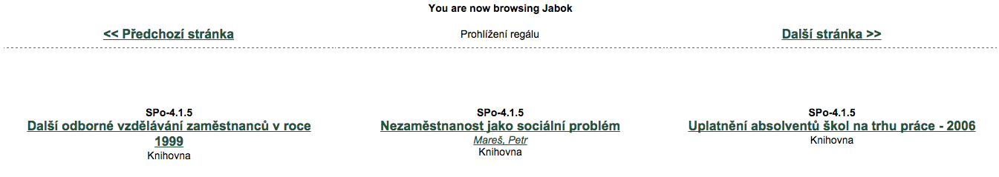 You are now browsing Jabok
<< Předchozí stránka
Prohlížení regálu
Další stránka >>
SPo-4.1.5
Další odborné vzdělávání zaměstnanců v roce
1999
Knihovna
SPo-4.1.5
Nezaměstnanost jako sociální problém
Mareš, Petr
Knihovna
SPo-4.1.5
Uplatnění absolventů škol na trhu práce - 2006
Knihovna